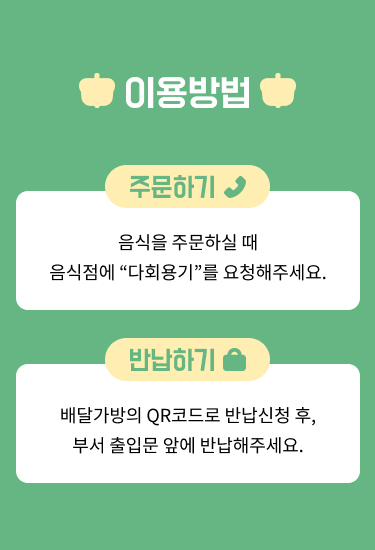 이용방법
주문하기
음식을 주문하실 때
음식점에 “다회용기”를 요청해주세요.
반납하기
배달가방의 QR코드로 반납신청 후,
부서 출입문 앞에 반납해주세요.